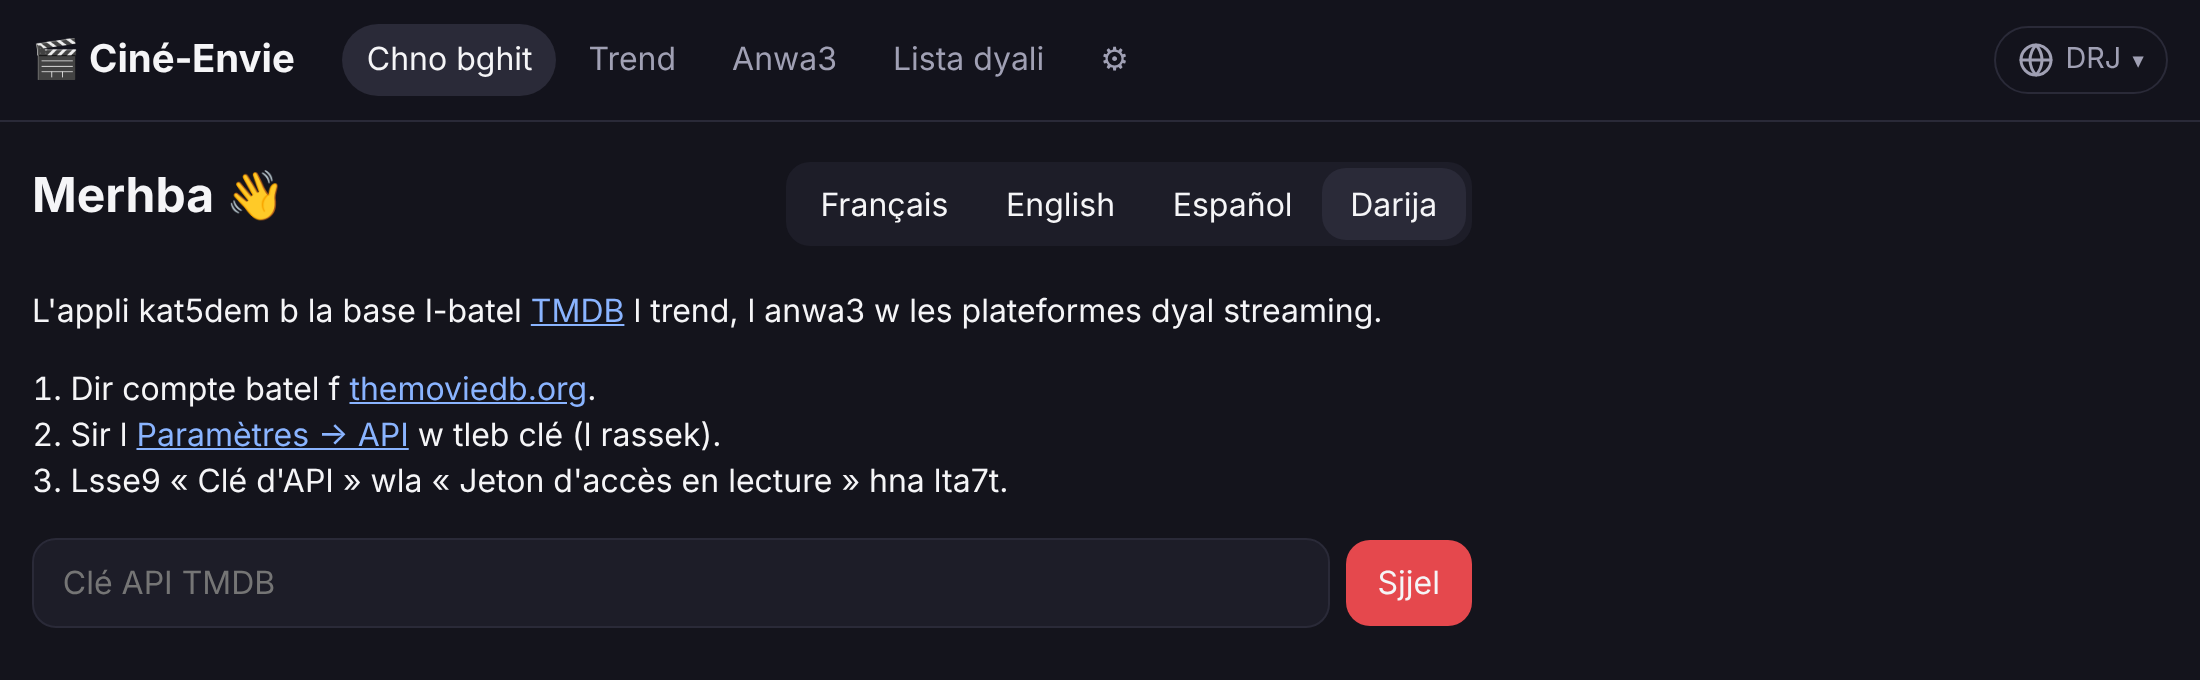 🎬 Ciné-Envie Chno bghit Trend Anwa3 Lista dyali ⚙ DRJ ▾
Merhba 👋
Français English Español Darija
L'appli kat5dem b la base l-batel TMDB l trend, l anwa3 w les plateformes dyal streaming.
1. Dir compte batel f themoviedb.org.
2. Sir l Paramètres → API w tleb clé (l rassek).
3. Lsse9 « Clé d'API » wla « Jeton d'accès en lecture » hna lta7t.
Clé API TMDB
Sjjel